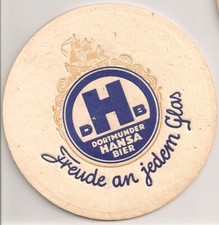 H
D B
DORTMUNDER
HANSA
BIER
Freude an jedem Glas